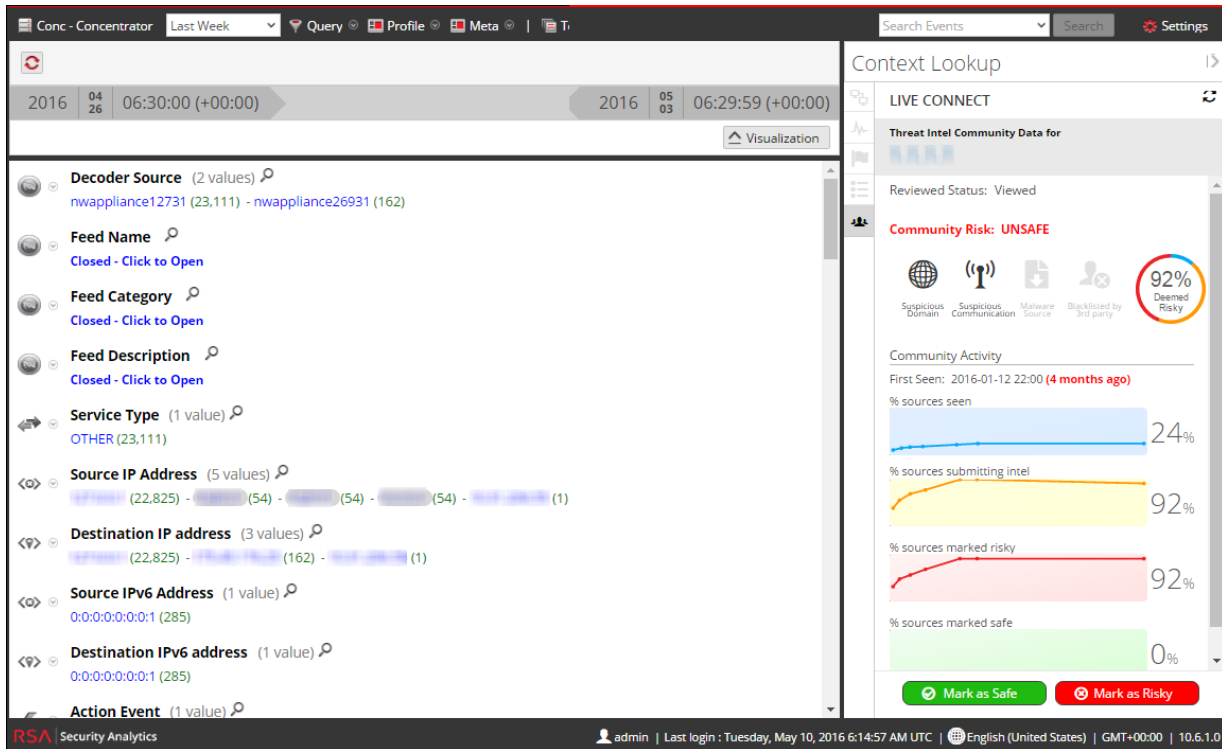 Conc - Concentrator Last Week Query Profile Meta | Search Events Search Settings
2016 04 26 06:30:00 (+00:00) 2016 05 03 06:29:59 (+00:00)
Visualization
Decoder Source (2 values)
nwappliance12731 (23,111) - nwappliance26931 (162)
Feed Name
Closed - Click to Open
Feed Category
Closed - Click to Open
Feed Description
Closed - Click to Open
Service Type (1 value)
OTHER (23,111)
Source IP Address (5 values)
(22,825) - (54) - (54) - (54) - (1)
Destination IP address (3 values)
(22,825) - (162) - (1)
Source IPv6 Address (1 value)
0:0:0:0:0:0:0:1 (285)
Destination IPv6 address (1 value)
0:0:0:0:0:0:0:1 (285)
Action Event (1 value)
Context Lookup
LIVE CONNECT
Threat Intel Community Data for
Reviewed Status: Viewed
Community Risk: UNSAFE
Suspicious Domain
Suspicious Communication
Malware Source
Blacklisted by 3rd party
92% Deemed Risky
Community Activity
First Seen: 2016-01-12 22:00 (4 months ago)
% sources seen
24%
% sources submitting intel
92%
% sources marked risky
92%
% sources marked safe
0%
Mark as Safe Mark as Risky
RSA Security Analytics admin | Last login : Tuesday, May 10, 2016 6:14:57 AM UTC | English (United States) | GMT+00:00 | 10.6.1.0